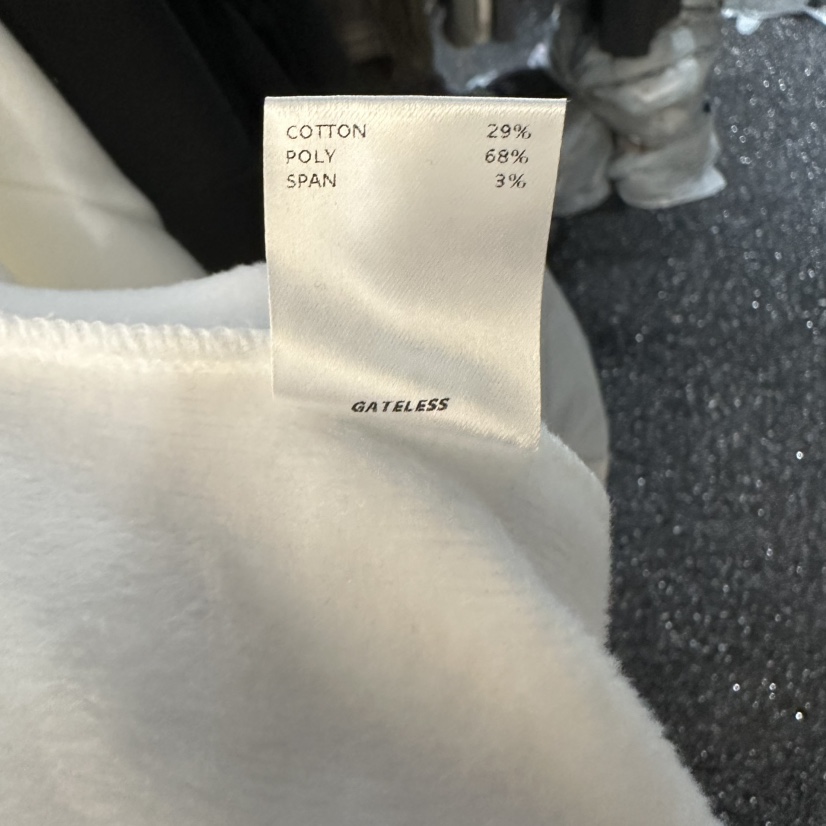 COTTON 29%
POLY 68%
SPAN 3%
GATELESS